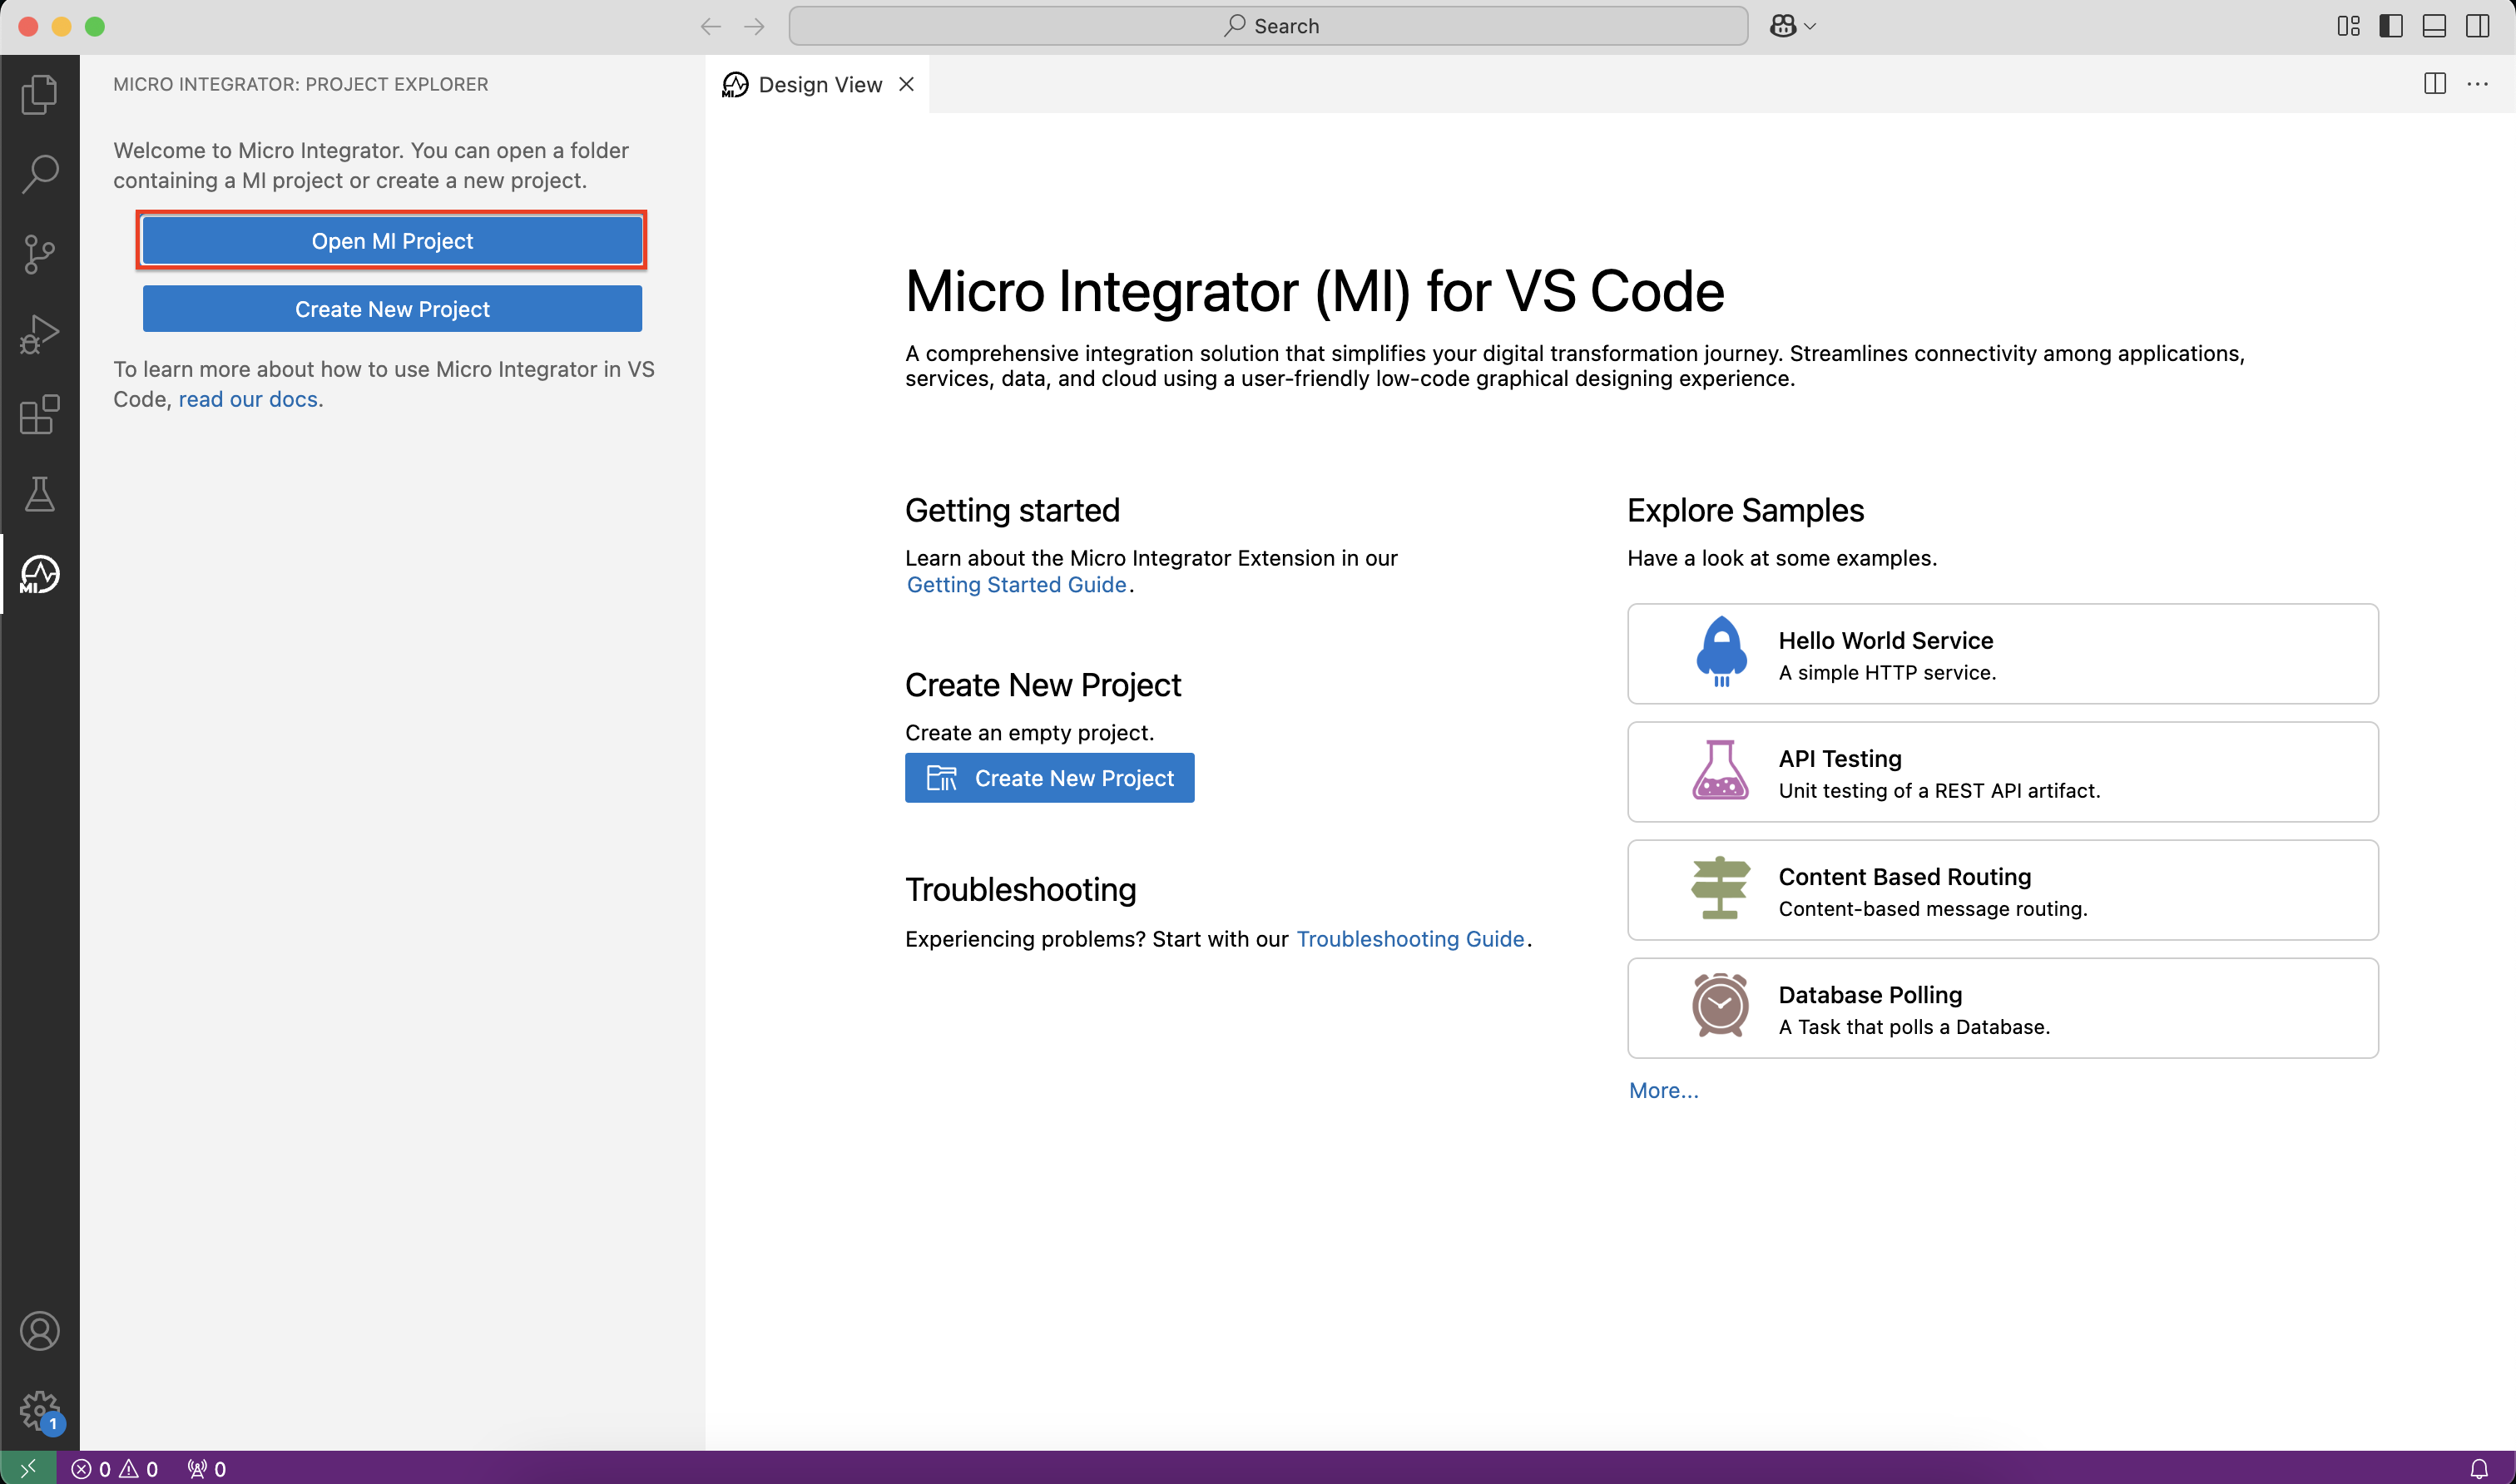 Search
MICRO INTEGRATOR: PROJECT EXPLORER
Design View
Welcome to Micro Integrator. You can open a folder
containing a MI project or create a new project.
Open MI Project
Create New Project
To learn more about how to use Micro Integrator in VS
Code, read our docs.
MI
Micro Integrator (MI) for VS Code
A comprehensive integration solution that simplifies your digital transformation journey. Streamlines connectivity among applications,
services, data, and cloud using a user-friendly low-code graphical designing experience.
Getting started
Learn about the Micro Integrator Extension in our
Getting Started Guide.
Create New Project
Create an empty project.
Create New Project
Troubleshooting
Experiencing problems? Start with our Troubleshooting Guide.
Explore Samples
Have a look at some examples.
Hello World Service
A simple HTTP service.
API Testing
Unit testing of a REST API artifact.
Content Based Routing
Content-based message routing.
Database Polling
A Task that polls a Database.
More...
1
0 0 0